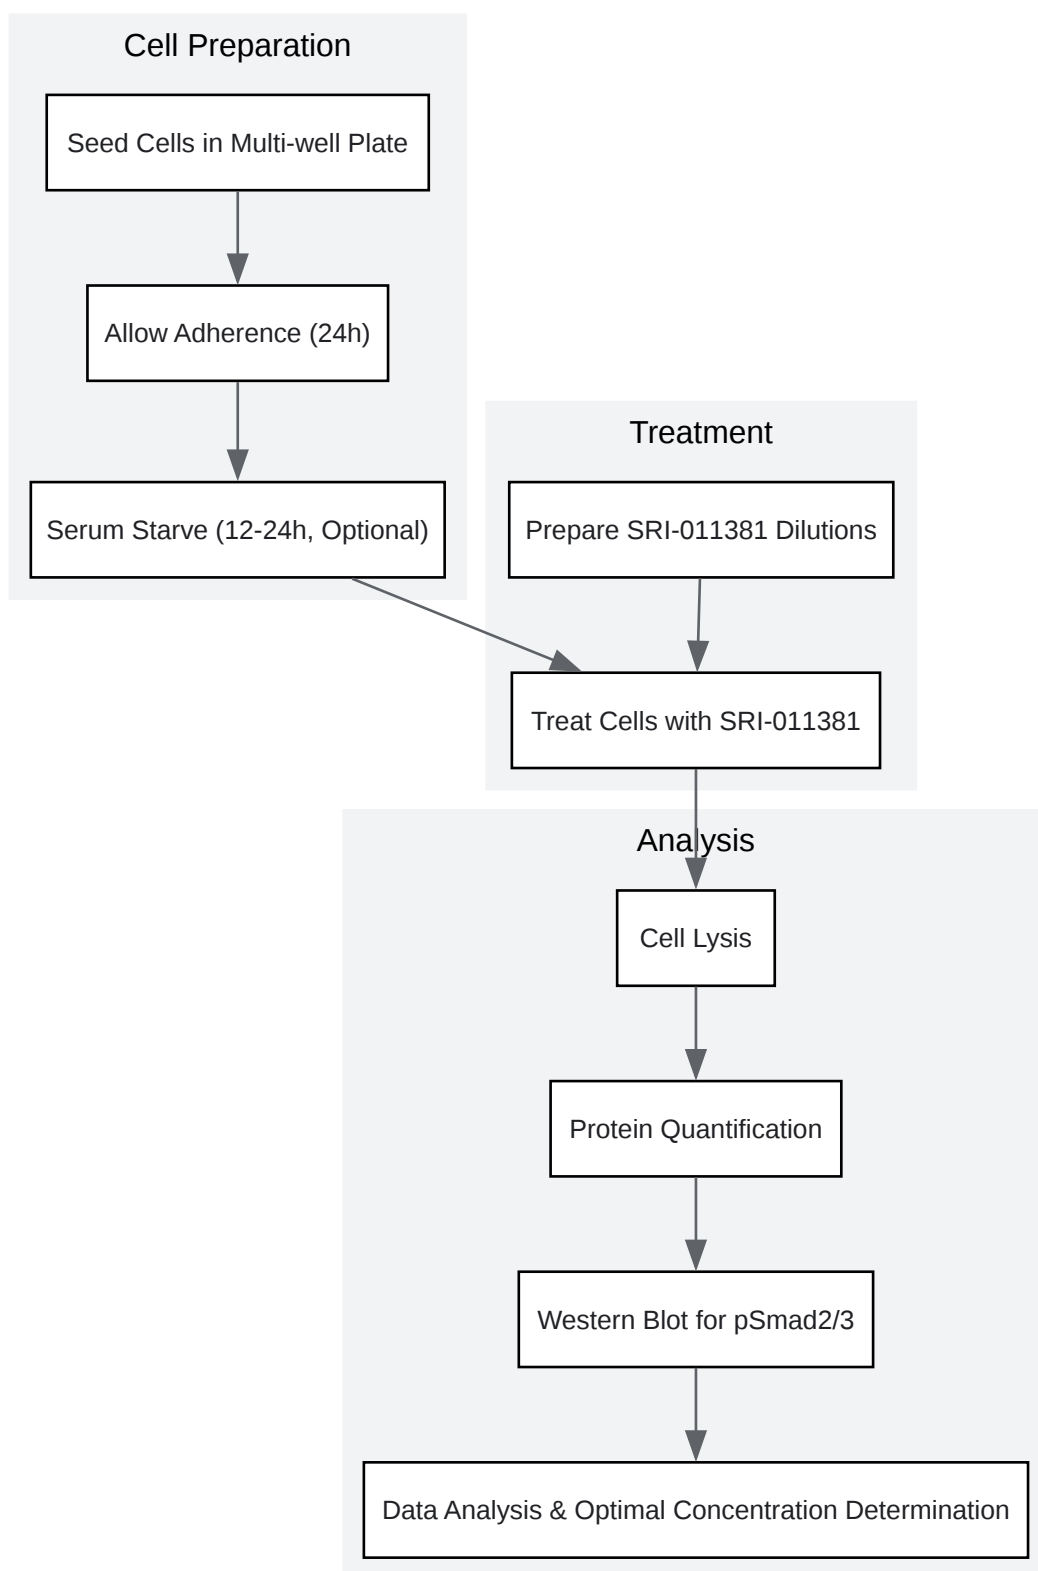 Cell Preparation
Seed Cells in Multi-well Plate
Allow Adherence (24h)
Serum Starve (12-24h, Optional)
Treatment
Prepare SRI-011381 Dilutions
Treat Cells with SRI-011381
Analysis
Cell Lysis
Protein Quantification
Western Blot for pSmad2/3
Data Analysis & Optimal Concentration Determination